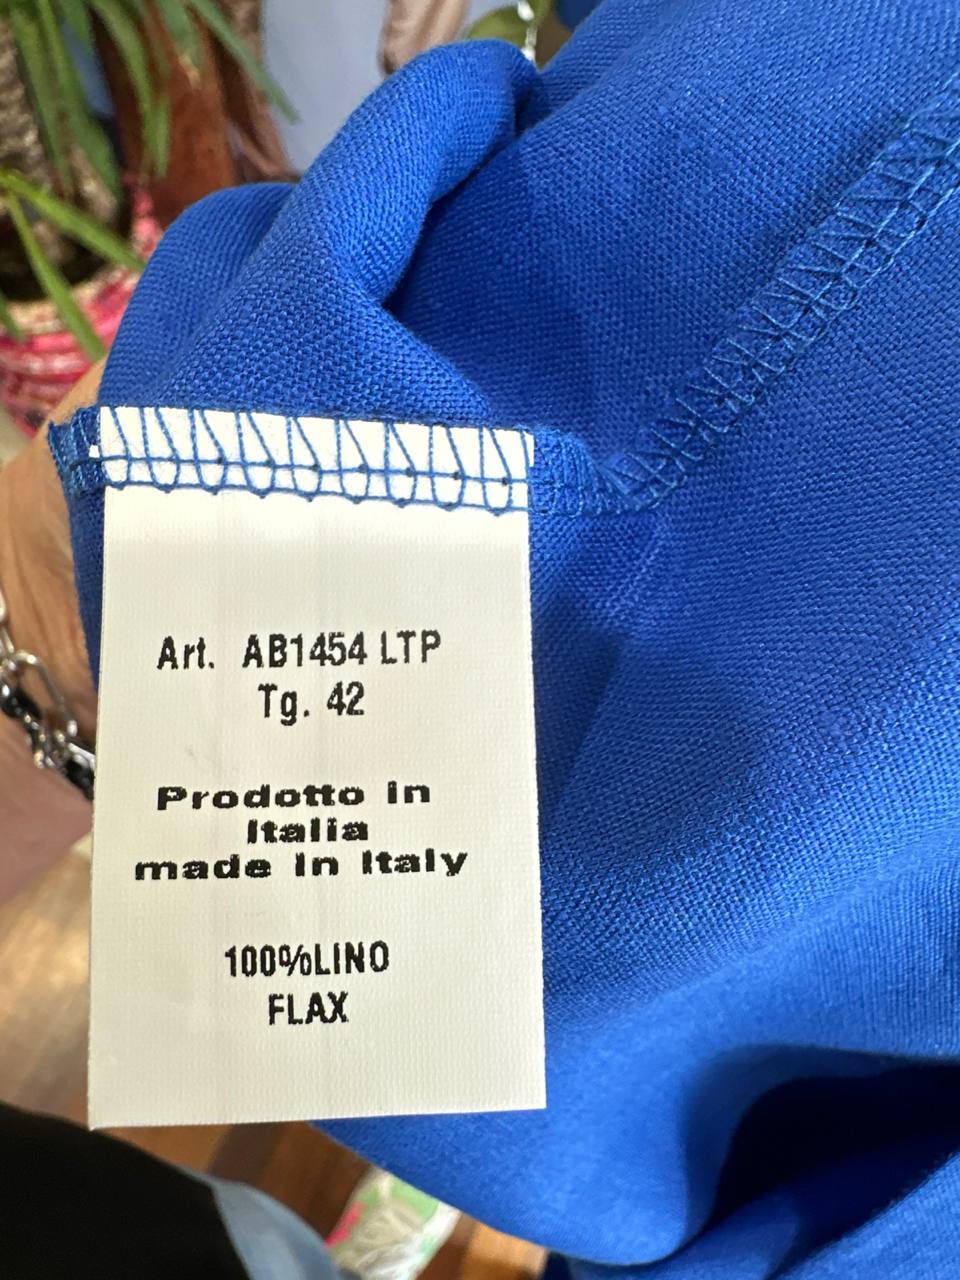 Art. AB1454 LTP
Tg. 42
Prodotto in
Italia
made in Italy
100%LINO
FLAX